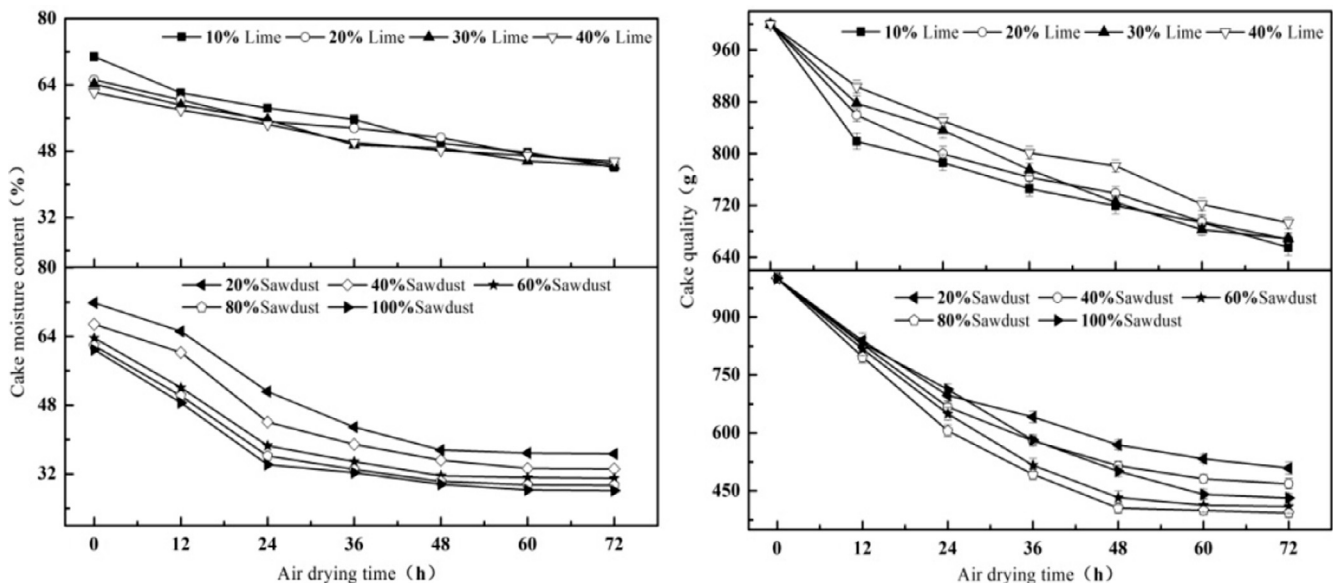 80
64
48
32
80
64
48
32
Cake moisture content (%)
10% Lime 20% Lime 30% Lime 40% Lime
20%Sawdust 40%Sawdust 60%Sawdust
80%Sawdust 100%Sawdust
0 12 24 36 48 60 72
Air drying time (h)
960
880
800
720
640
900
750
600
450
Cake quality (g)
10% Lime 20% Lime 30% Lime 40% Lime
20%Sawdust 40%Sawdust 60%Sawdust
80%Sawdust 100%Sawdust
0 12 24 36 48 60 72
Air drying time (h)